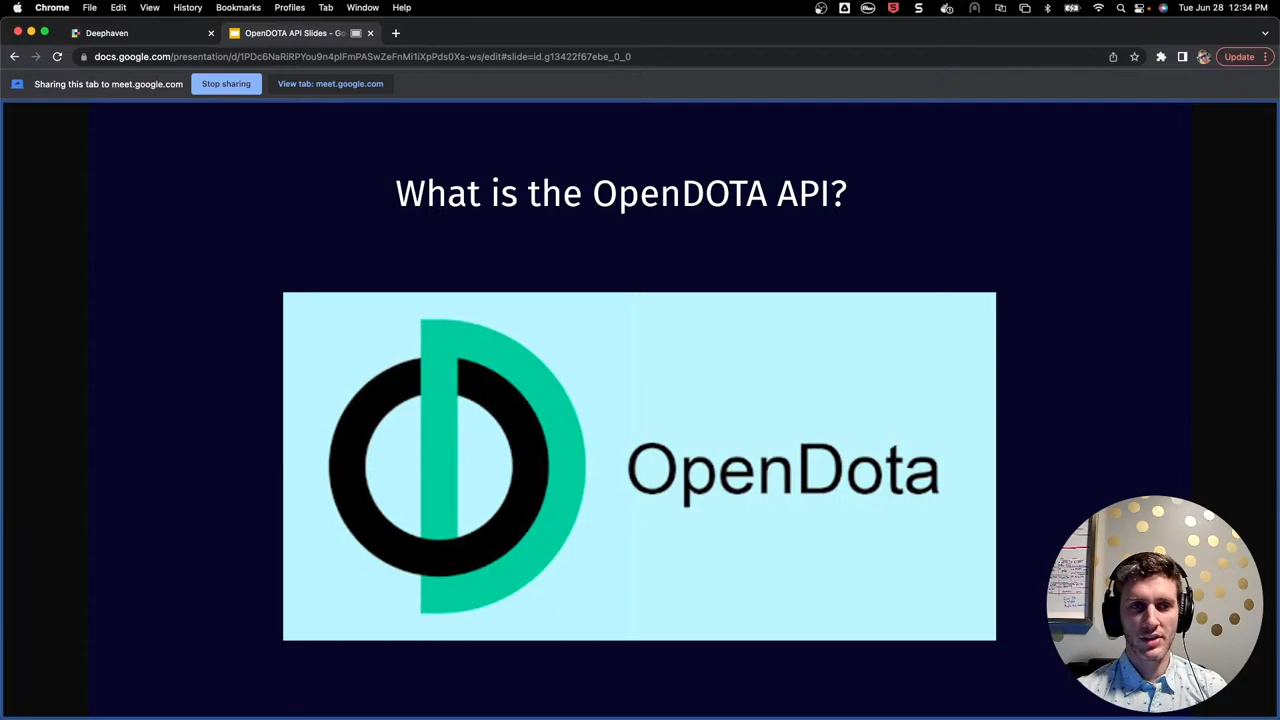 Chrome File Edit View History Bookmarks Profiles Tab Window Help Tue Jun 28 12:34 PM
Deephaven OpenDOTA API Slides - Go
docs.google.com/presentation/d/1PDc6NaRiRPYou9n4pIFmPASwZeFnMi1iXpPds0Xs-ws/edit#slide=id.g13422f67ebe_0_0 Update
Sharing this tab to meet.google.com Stop sharing View tab: meet.google.com
What is the OpenDOTA API?
OpenDota